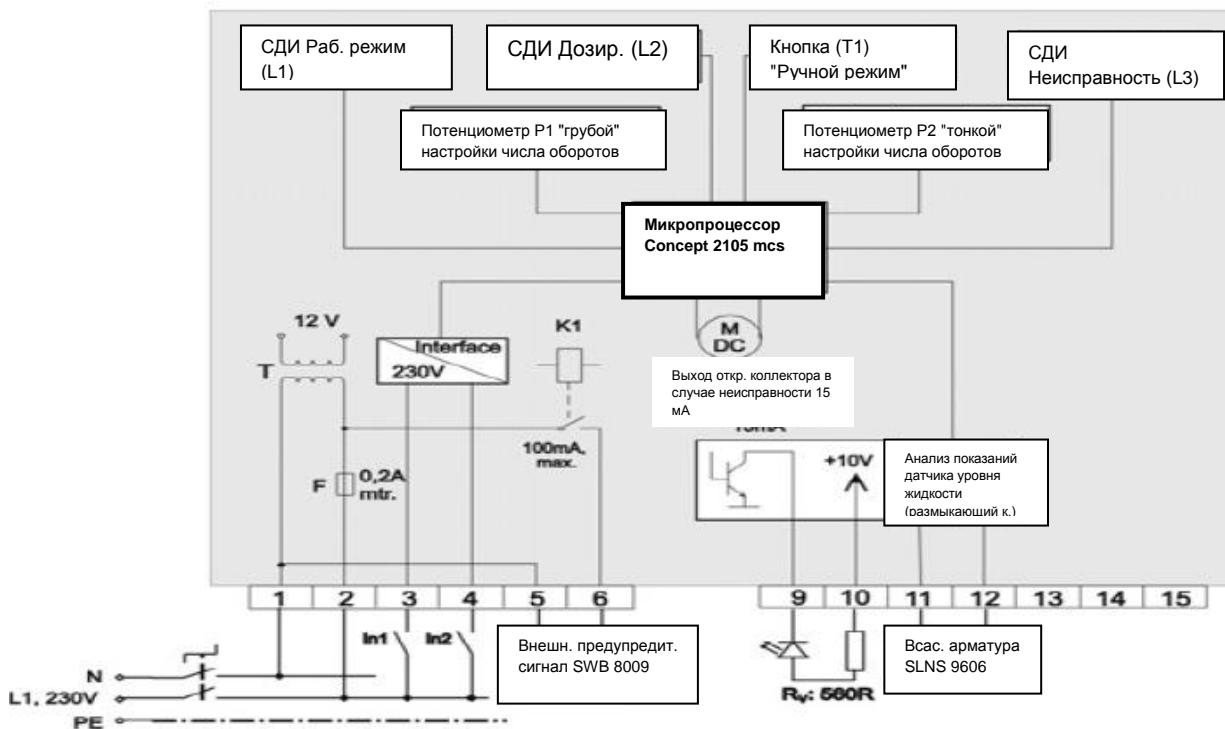 СДИ Раб. режим
(L1)
СДИ Дозир. (L2)
Кнопка (Т1)
"Ручной режим"
СДИ
Неисправность (L3)
Потенциометр Р1 "грубой"
настройки числа оборотов
Потенциометр Р2 "тонкой"
настройки числа оборотов
Микропроцессор
Concept 2105 mcs
12 V
T
Interface
230V
K1
M
DC
Выход откр. коллектора в
случае неисправности 15
мА
100mA,
max.
F
0,2A
mtr.
+10V
Анализ показаний
датчика уровня
жидкости
(размыкающий к.)
1 2 3 4 5 6
9 10 11 12 13 14 15
In1
In2
Внешн. предупредит.
сигнал SWB 8009
Всас. арматура
SLNS 9606
N
L1, 230V
PE
Rv: 560R